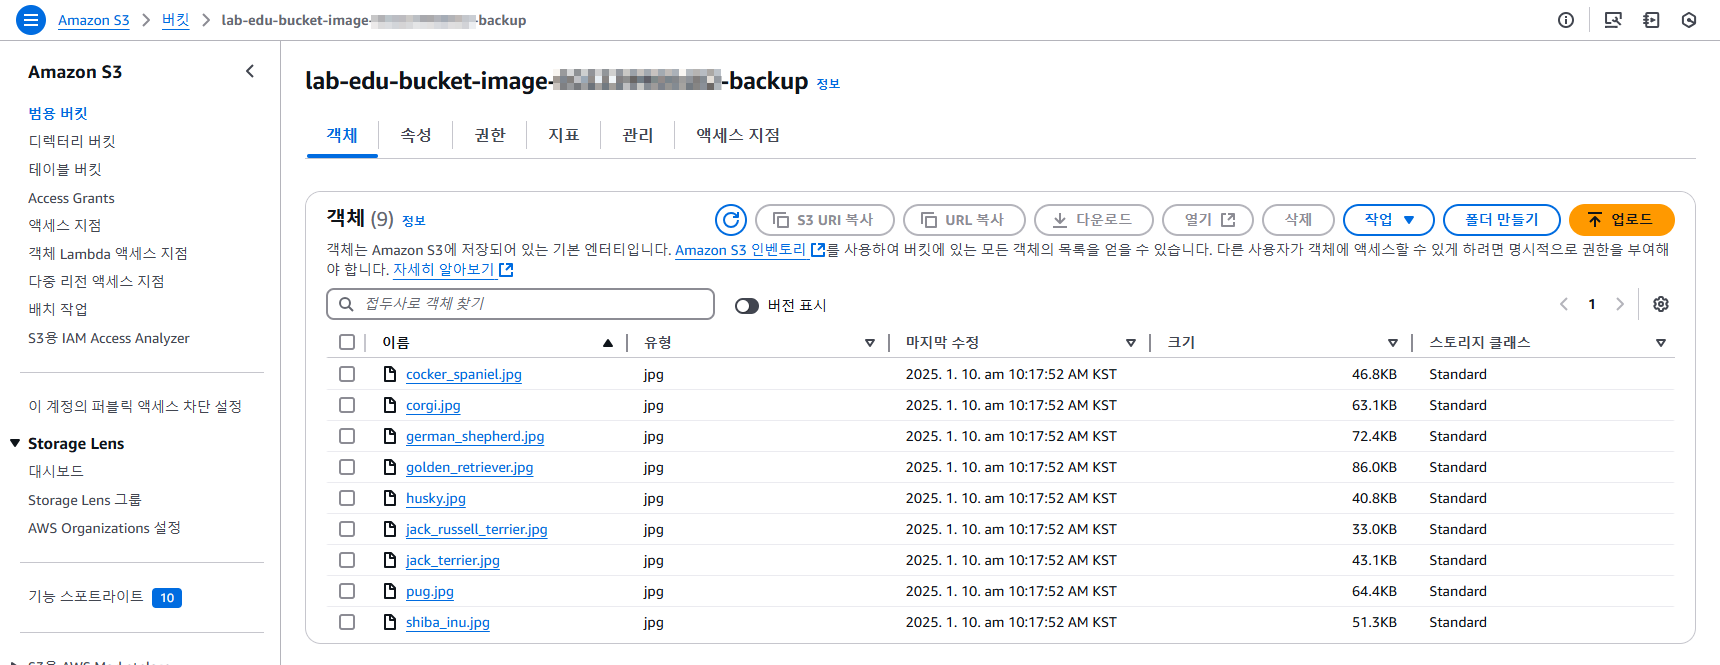 Amazon S3 > 버킷 > lab-edu-bucket-image- -backup
Amazon S3
범용 버킷
디렉터리 버킷
테이블 버킷
Access Grants
액세스 지점
객체 Lambda 액세스 지점
다중 리전 액세스 지점
배치 작업
S3용 IAM Access Analyzer
이 계정의 퍼블릭 액세스 차단 설정
Storage Lens
대시보드
Storage Lens 그룹
AWS Organizations 설정
기능 스포트라이트 10
lab-edu-bucket-image- -backup 정보
객체 속성 권한 지표 관리 액세스 지점
객체 (9) 정보
S3 URI 복사 URL 복사 다운로드 열기 삭제 작업 폴더 만들기 업로드
객체는 Amazon S3에 저장되어 있는 기본 엔터티입니다. Amazon S3 인벤토리 를 사용하여 버킷에 있는 모든 객체의 목록을 얻을 수 있습니다. 다른 사용자가 객체에 액세스할 수 있게 하려면 명시적으로 권한을 부여해
야 합니다. 자세히 알아보기
접두사로 객체 찾기 버전 표시 1
이름 유형 마지막 수정 크기 스토리지 클래스
cocker_spaniel.jpg jpg 2025. 1. 10. am 10:17:52 AM KST 46.8KB Standard
corgi.jpg jpg 2025. 1. 10. am 10:17:52 AM KST 63.1KB Standard
german_shepherd.jpg jpg 2025. 1. 10. am 10:17:52 AM KST 72.4KB Standard
golden_retriever.jpg jpg 2025. 1. 10. am 10:17:52 AM KST 86.0KB Standard
husky.jpg jpg 2025. 1. 10. am 10:17:52 AM KST 40.8KB Standard
jack_russell_terrier.jpg jpg 2025. 1. 10. am 10:17:52 AM KST 33.0KB Standard
jack_terrier.jpg jpg 2025. 1. 10. am 10:17:52 AM KST 43.1KB Standard
pug.jpg jpg 2025. 1. 10. am 10:17:52 AM KST 64.4KB Standard
shiba_inu.jpg jpg 2025. 1. 10. am 10:17:52 AM KST 51.3KB Standard